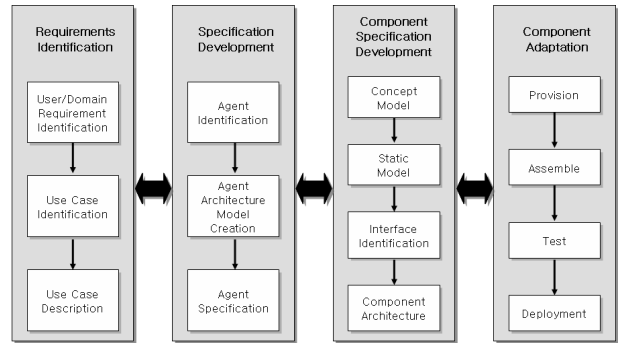 Requirements
Identification
User/Domain
Requirement
Identification
Use Case
Identification
Use Case
Description
Specification
Development
Agent
Identification
Agent
Architecture
Model
Creation
Agent
Specification
Component
Specification
Development
Concept
Model
Static
Model
Interface
Identification
Component
Architecture
Component
Adaptation
Provision
Assemble
Test
Deployment